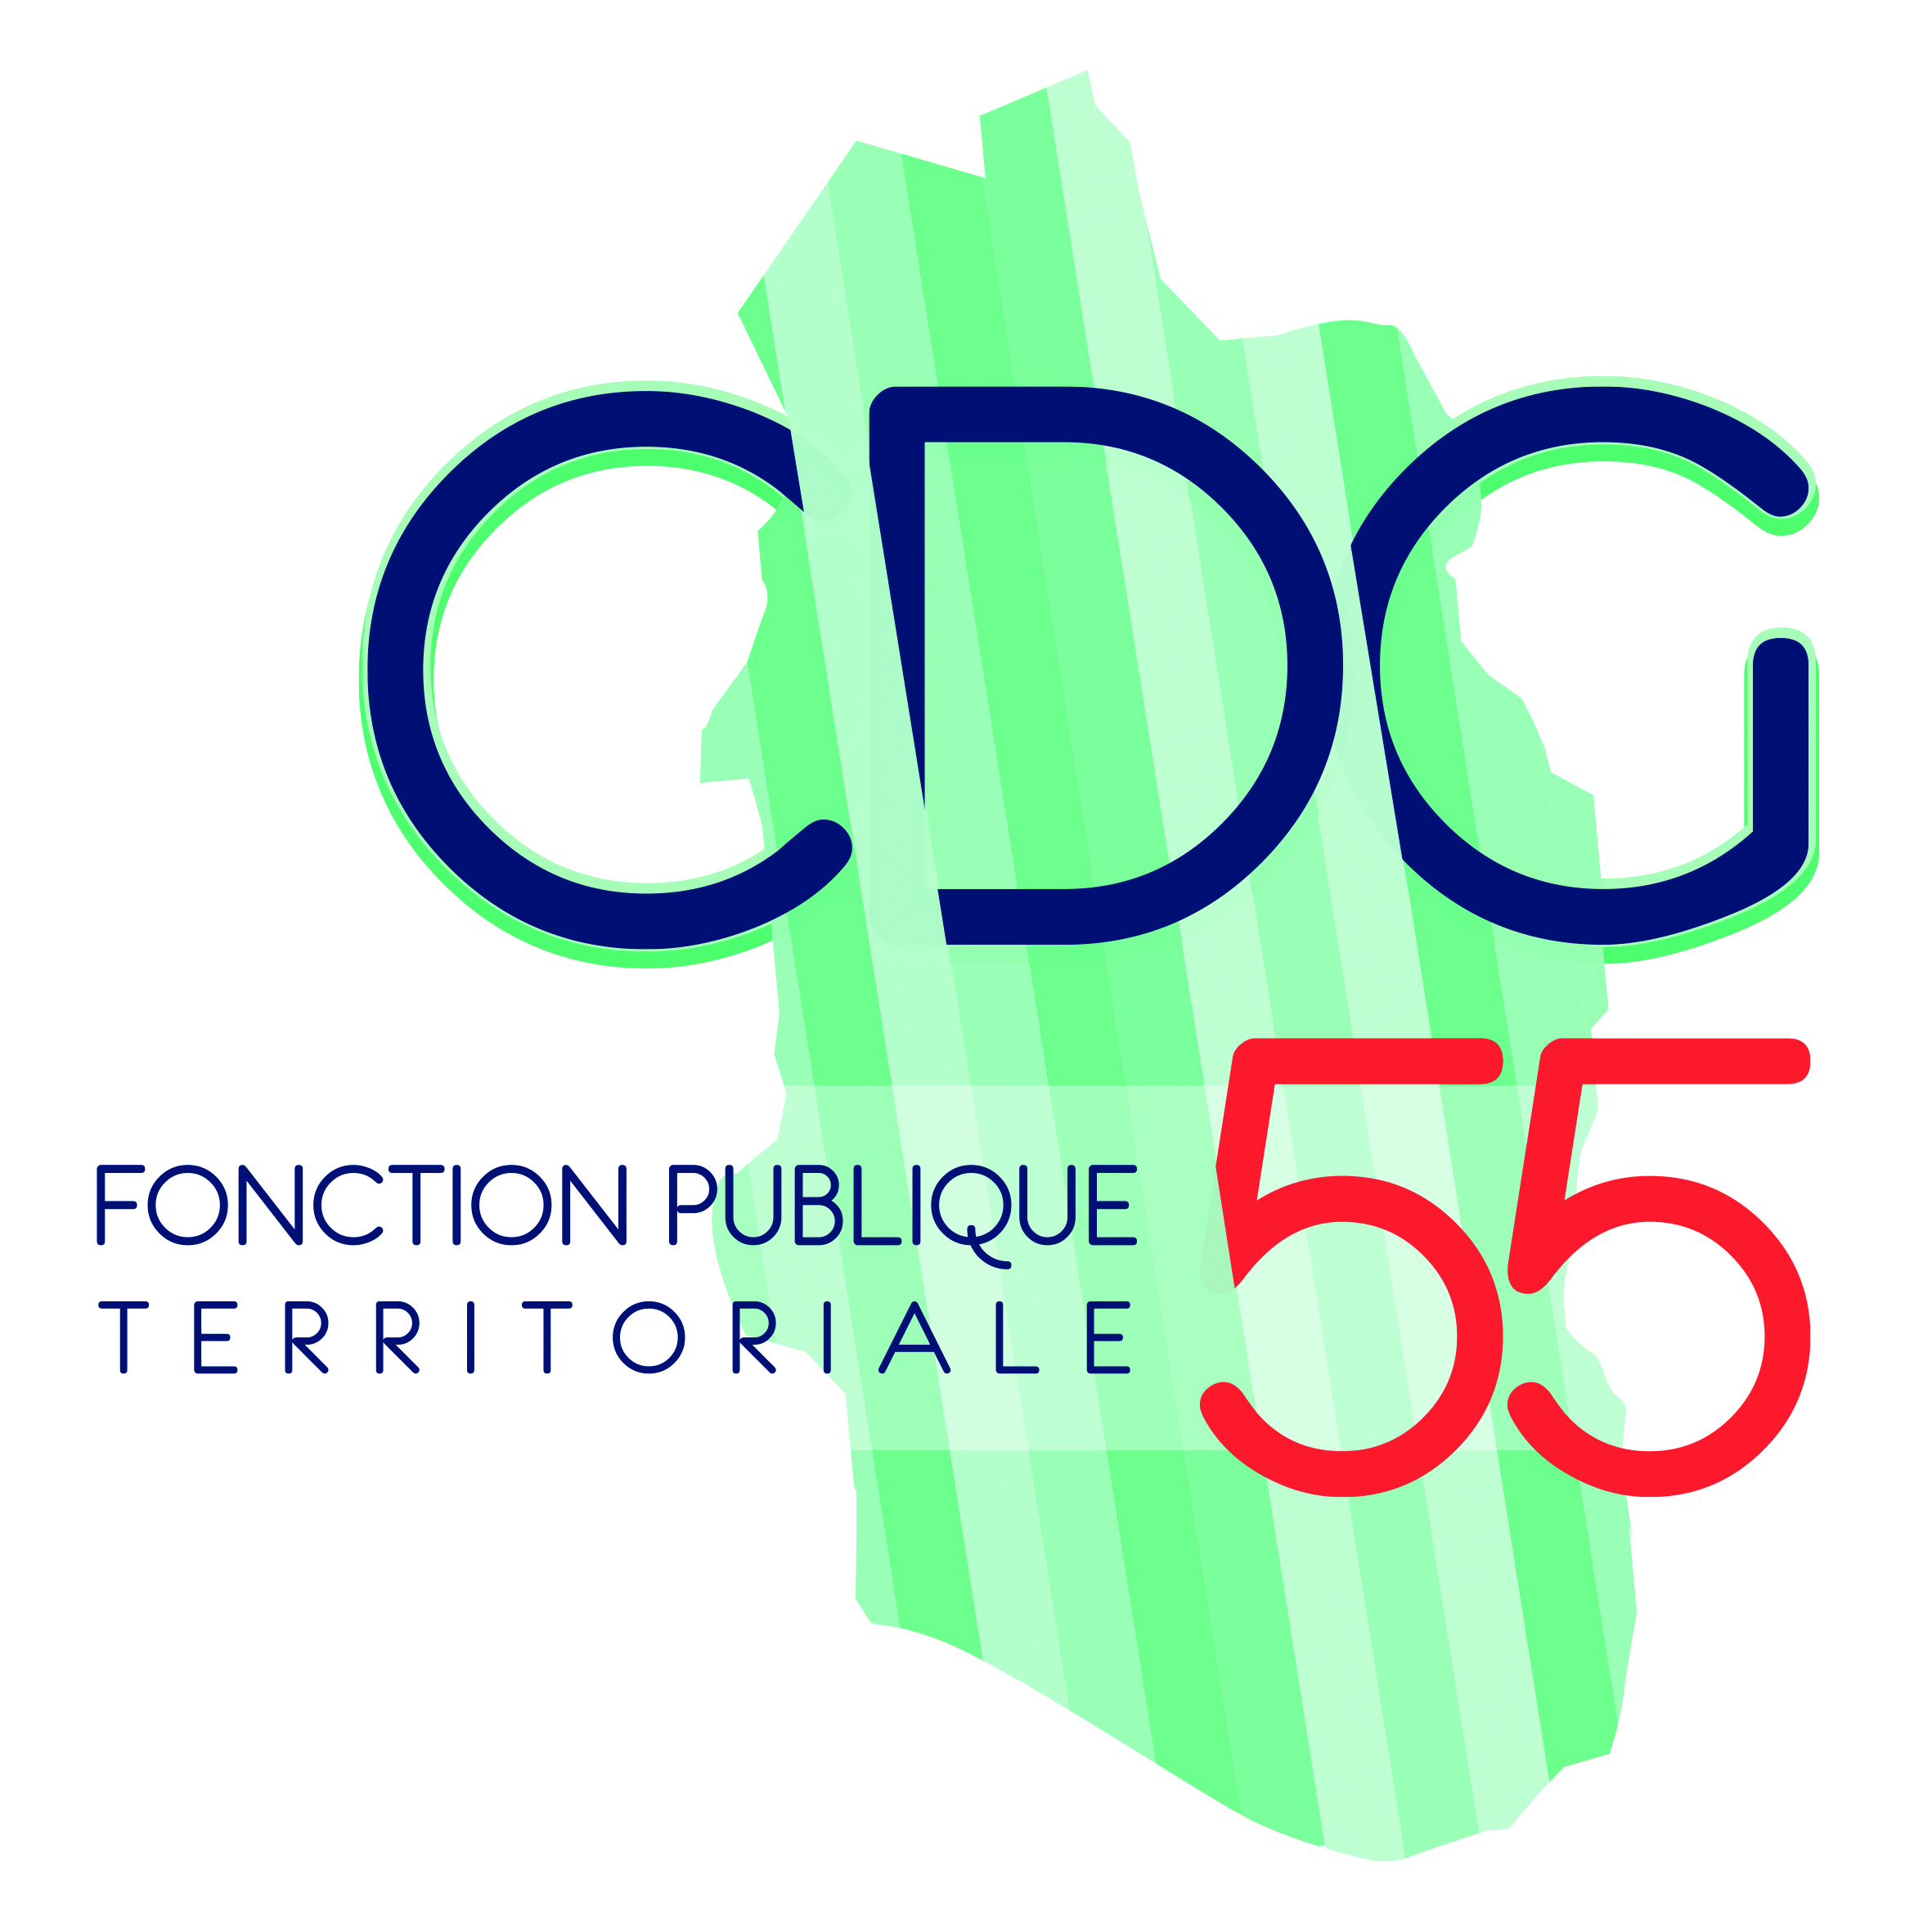 CDG
55
FONCTION PUBLIQUE
TERRITORIALE